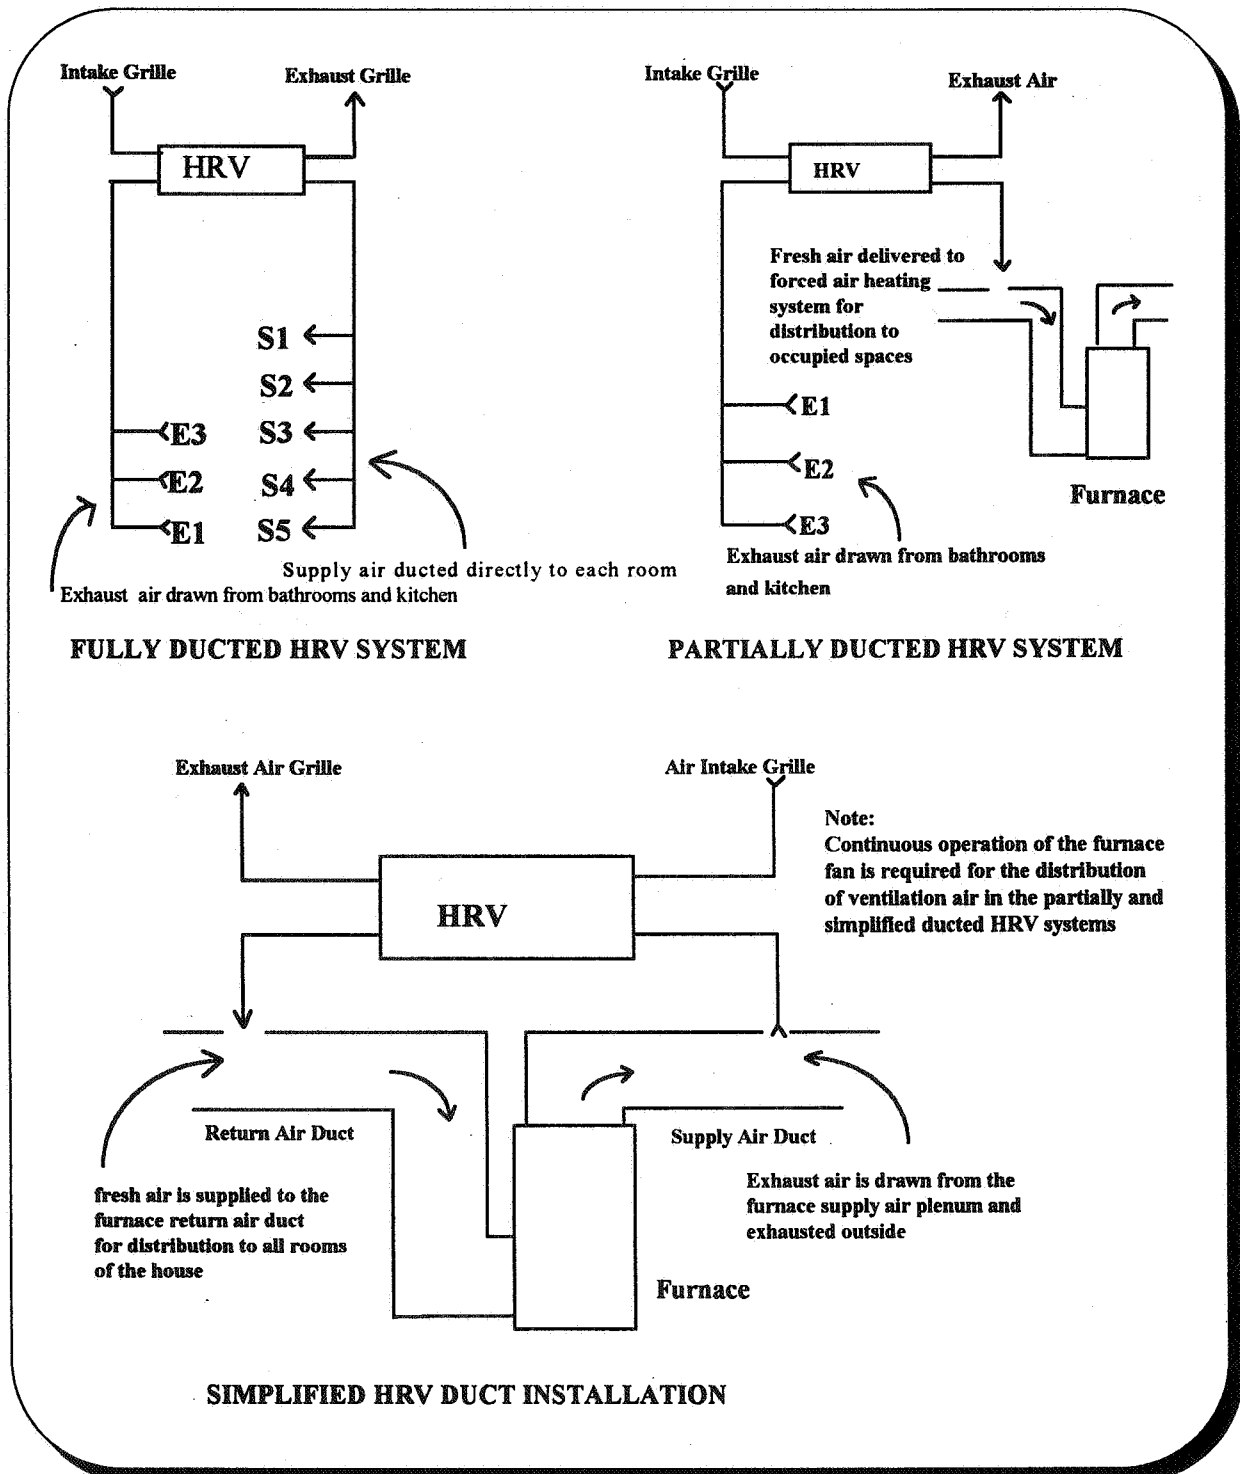 Intake Grille
Exhaust Grille
HRV
S1
S2
S3
S4
S5
E3
E2
E1
Supply air ducted directly to each room
Exhaust air drawn from bathrooms and kitchen
FULLY DUCTED HRV SYSTEM
Intake Grille
Exhaust Air
HRV
Fresh air delivered to
forced air heating
system for
distribution to
occupied spaces
E1
E2
E3
Furnace
Exhaust air drawn from bathrooms
and kitchen
PARTIALLY DUCTED HRV SYSTEM
Exhaust Air Grille
Air Intake Grille
HRV
Note:
Continuous operation of the furnace
fan is required for the distribution
of ventilation air in the partially and
simplified ducted HRV systems
Return Air Duct
Supply Air Duct
fresh air is supplied to the
furnace return air duct
for distribution to all rooms
of the house
Exhaust air is drawn from the
furnace supply air plenum and
exhausted outside
Furnace
SIMPLIFIED HRV DUCT INSTALLATION